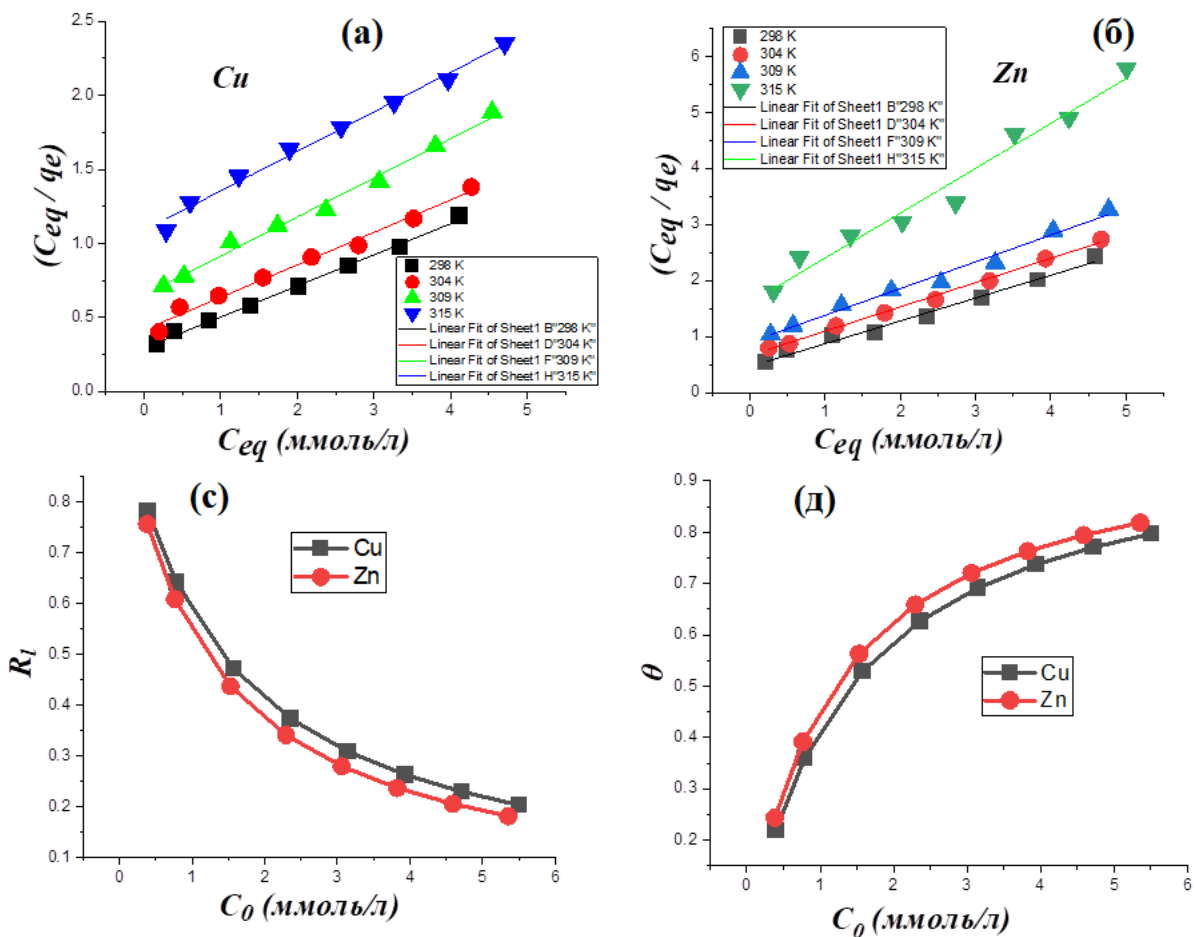 (а)
Cu
(Ceq / qe)
2.5
2.0
1.5
1.0
0.5
0.0
298 K
304 K
309 K
315 K
Linear Fit of Sheet1 B"298 K"
Linear Fit of Sheet1 D"304 K"
Linear Fit of Sheet1 F"309 K"
Linear Fit of Sheet1 H"315 K"
0 1 2 3 4 5
Ceq (ммоль/л)
(б)
Zn
(Ceq / qe)
6
5
4
3
2
1
0
298 K
304 K
309 K
315 K
Linear Fit of Sheet1 B"298 K"
Linear Fit of Sheet1 D"304 K"
Linear Fit of Sheet1 F"309 K"
Linear Fit of Sheet1 H"315 K"
0 1 2 3 4 5
Ceq (ммоль/л)
(с)
Rl
0.8
0.7
0.6
0.5
0.4
0.3
0.2
0.1
Cu
Zn
0 1 2 3 4 5 6
C0 (ммоль/л)
(д)
θ
0.9
0.8
0.7
0.6
0.5
0.4
0.3
0.2
Cu
Zn
0 1 2 3 4 5 6
C0 (ммоль/л)